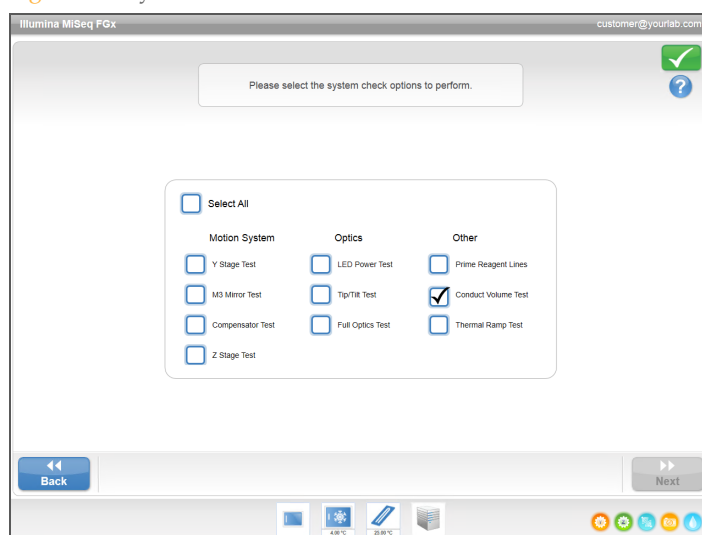 Illumina MiSeq FGx customer@yourlab.com
Please select the system check options to perform.
Select All
Motion System Optics Other
Y Stage Test LED Power Test Prime Reagent Lines
M3 Mirror Test Tip/Tilt Test Conduct Volume Test
Compensator Test Full Optics Test Thermal Ramp Test
Z Stage Test
Back Next
4.00 °C 20.00 °C